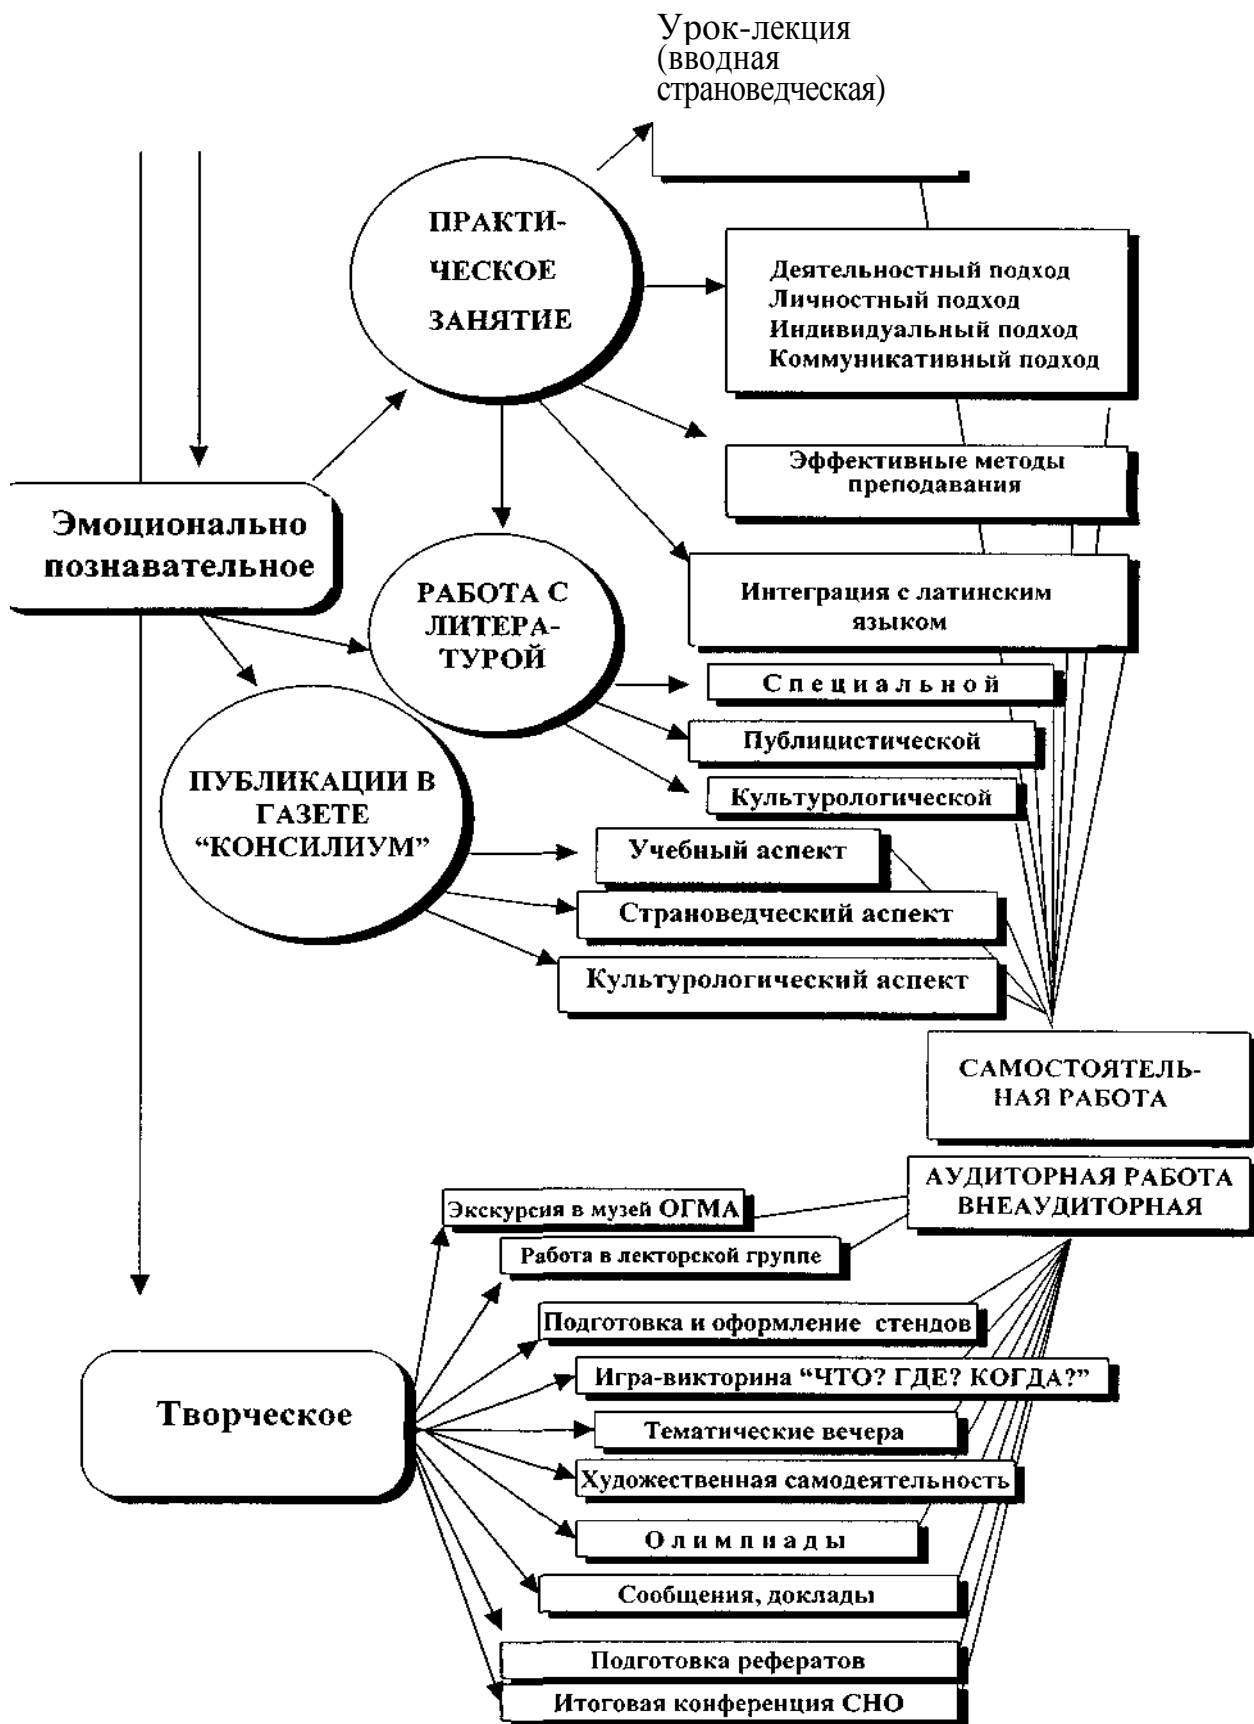 Урок-лекция
(вводная
страноведческая)
ПРАКТИ-
ЧЕСКОЕ
ЗАНЯТИЕ
Деятельностный подход
Личностный подход
Индивидуальный подход
Коммуникативный подход
Эффективные методы
преподавания
Эмоционально
познавательное
Интеграция с латинским
языком
РАБОТА С
ЛИТЕРА-
ТУРОЙ
Специальной
Публицистической
Культурологической
ПУБЛИКАЦИИ В
ГАЗЕТЕ
“КОНСИЛИУМ”
Учебный аспект
Страноведческий аспект
Культурологический аспект
САМОСТОЯТЕЛЬ-
НАЯ РАБОТА
АУДИТОРНАЯ РАБОТА
ВНЕАУДИТОРНАЯ
Экскурсия в музей ОГМА
Работа в лекторской группе
Подготовка и оформление стендов
Игра-викторина “ЧТО? ГДЕ? КОГДА?”
Творческое
Тематические вечера
Художественная самодеятельность
Олимпиады
Сообщения, доклады
Подготовка рефератов
Итоговая конференция СНО